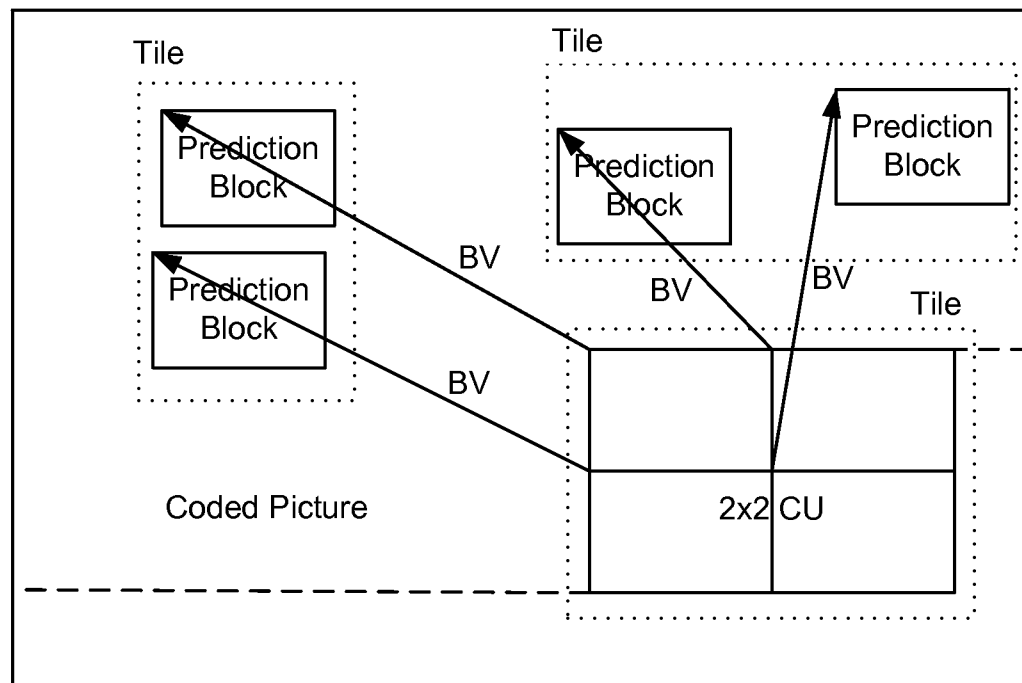 Tile
Tile
Prediction
Block
Prediction
Block
Prediction
Block
BV
BV
BV
Prediction
Block
Tile
BV
Coded Picture
2x2 CU